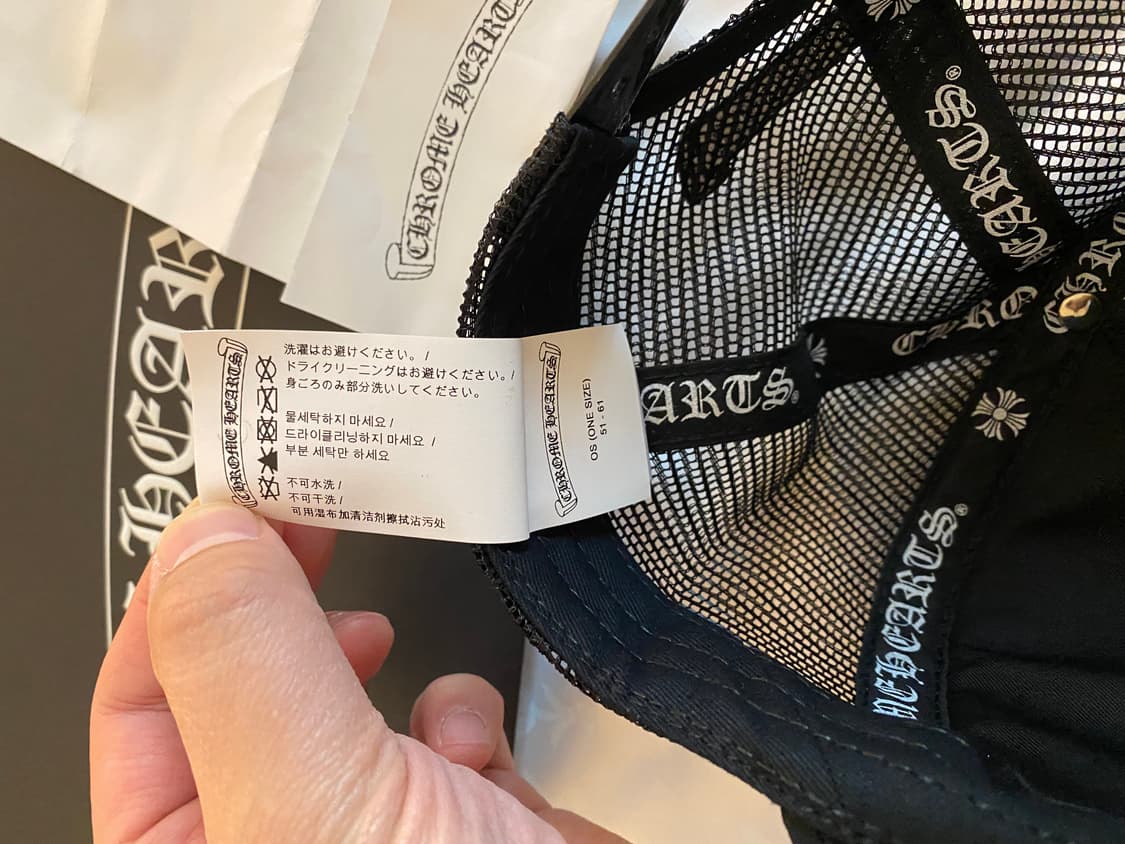 CHROME HEARTS
HEAR
CHROME HEARTS
洗濯はお避けください。/
ドライクリーニングはお避けください。/
身ごろのみ部分洗いしてください。
물세탁하지 마세요 /
드라이클리닝하지 마세요 /
부분 세탁만 하세요
不可水洗 /
不可干洗 /
可用湿布加清洁剂擦拭沾污处
CHROME HEARTS
OS (ONE SIZE)
51 - 61
EARTS®
ARTS®
CHRO
CHRO
ME HEARTS®